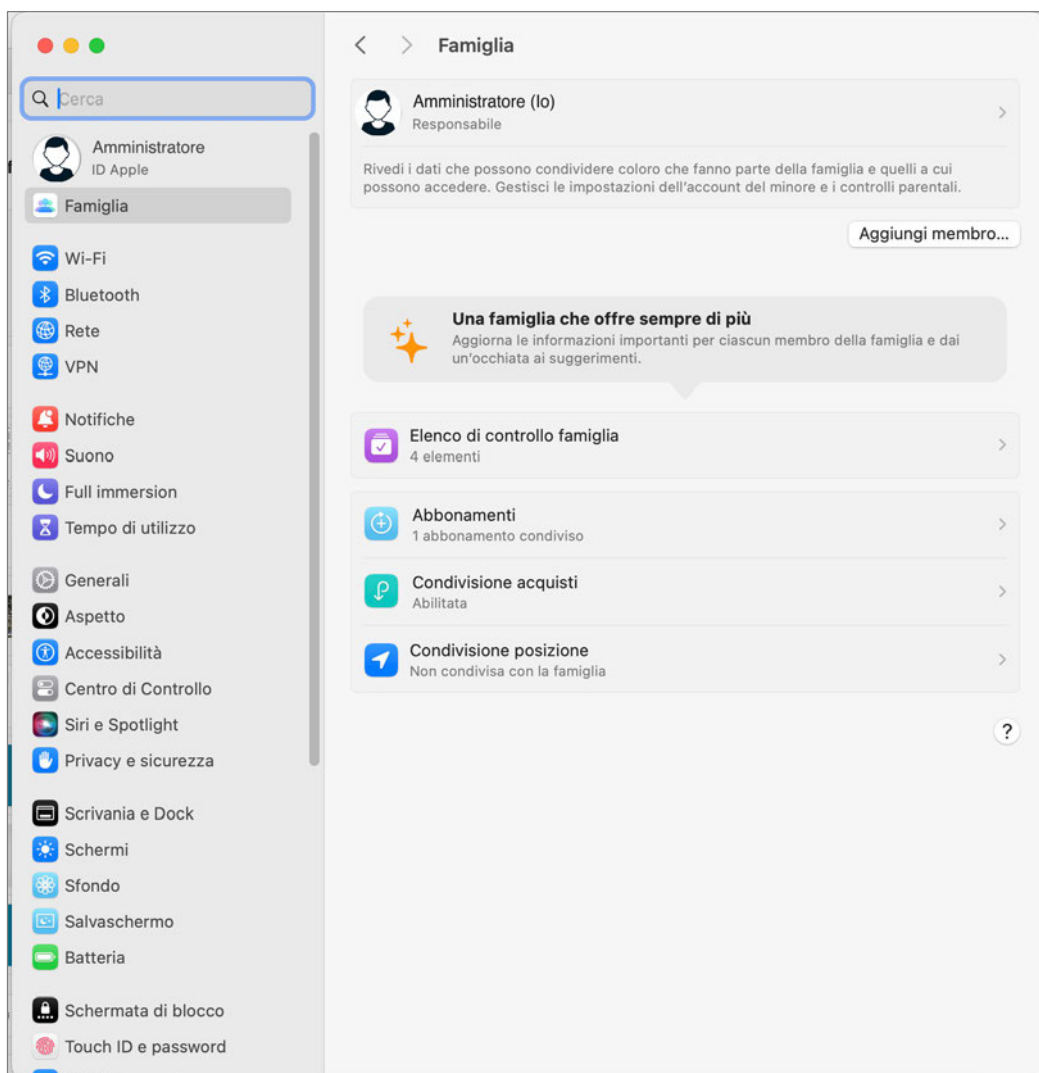 Famiglia
Cerca
Amministratore
ID Apple
Famiglia
Wi-Fi
Bluetooth
Rete
VPN
Notifiche
Suono
Full immersion
Tempo di utilizzo
Generali
Aspetto
Accessibilità
Centro di Controllo
Siri e Spotlight
Privacy e sicurezza
Scrivania e Dock
Schermi
Sfondo
Salvaschermo
Batteria
Schermata di blocco
Touch ID e password
Amministratore (Io)
Responsabile
Rivedi i dati che possono condividere coloro che fanno parte della famiglia e quelli a cui
possono accedere. Gestisci le impostazioni dell'account del minore e i controlli parentali.
Aggiungi membro...
Una famiglia che offre sempre di più
Aggiorna le informazioni importanti per ciascun membro della famiglia e dai
un'occhiata ai suggerimenti.
Elenco di controllo famiglia
4 elementi
Abbonamenti
1 abbonamento condiviso
Condivisione acquisti
Abilitata
Condivisione posizione
Non condivisa con la famiglia
?